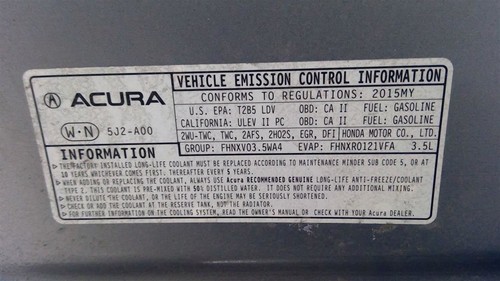 ACURA
W•N 5J2-A00
VEHICLE EMISSION CONTROL INFORMATION
CONFORMS TO REGULATIONS: 2015MY
U.S. EPA: T2B5 LDV OBD: CA II FUEL: GASOLINE
CALIFORNIA: ULEV II PC OBD: CA II FUEL: GASOLINE
2WU-TWC, TWC, 2AFS, 2HO2S, EGR, DFI HONDA MOTOR CO., LTD.
GROUP: FHNXV03.5WA4 EVAP: FHNXR0121VFA 3.5L
INFORMATION
▷THE FACTORY INSTALLED LONG-LIFE COOLANT MUST BE REPLACED ACCORDING TO MAINTENANCE MINDER SUB CODE 5, OR AT
10 YEARS WHICHEVER COMES FIRST. THEREAFTER EVERY 5 YEARS.
▷WHEN ADDING OR REPLACING THE COOLANT, ALWAYS USE Acura RECOMMENDED LONG-LIFE ANTI-FREEZE/COOLANT
TYPE 2. THIS COOLANT IS PRE-MIXED WITH 50% DISTILLED WATER AND DOES NOT NEED ANY ADDITIONAL MIXING.
▷NEVER DILUTE THE COOLANT, OR THE LIFE OF THE COOLANT WILL BE SHORTENED.
▷CHECK OR ADD THE COOLANT AT THE RESERVE TANK, NOT THE RADIATOR.
▷FOR FURTHER INFORMATION ON THE COOLING SYSTEM, READ THE OWNER'S MANUAL OR CHECK WITH YOUR Acura DEALER.